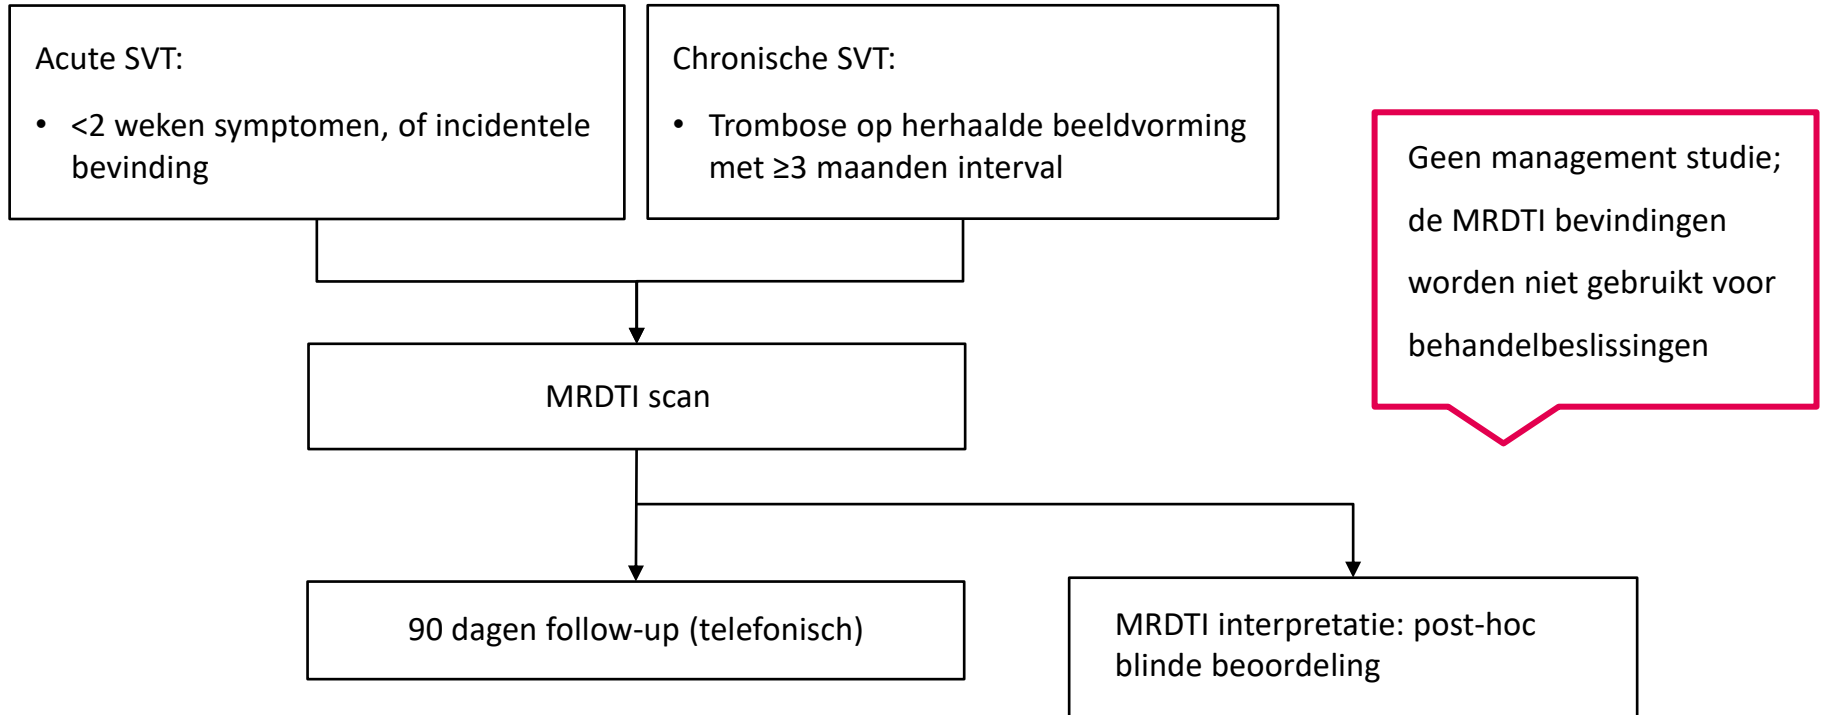 Acute SVT:
• <2 weken symptomen, of incidentele
bevinding
Chronische SVT:
• Trombose op herhaalde beeldvorming
met ≥3 maanden interval
Geen management studie;
de MRDTI bevindingen
worden niet gebruikt voor
behandelbeslissingen
MRDTI scan
90 dagen follow-up (telefonisch)
MRDTI interpretatie: post-hoc
blinde beoordeling